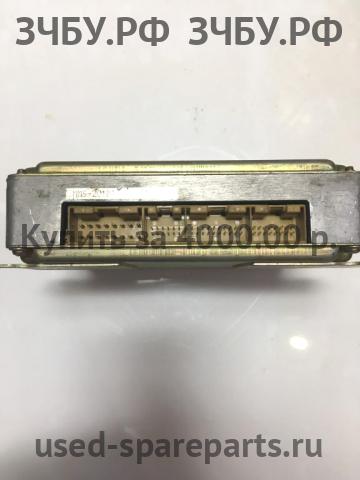 ЗЧБУ.РФ ЗЧБУ.РФ
Купить за 4000.00 р.
used-spareparts.ru